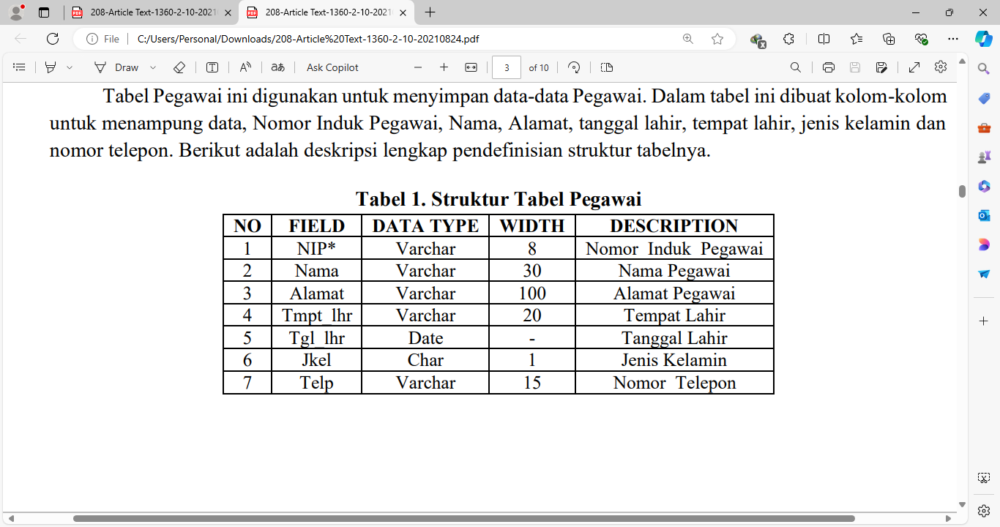 208-Article Text-1360-2-10-2021
208-Article Text-1360-2-10-2021
File
C:/Users/Personal/Downloads/208-Article%20Text-1360-2-10-20210824.pdf
Draw
Ask Copilot
3
of 10
Tabel Pegawai ini digunakan untuk menyimpan data-data Pegawai. Dalam tabel ini dibuat kolom-kolom
untuk menampung data, Nomor Induk Pegawai, Nama, Alamat, tanggal lahir, tempat lahir, jenis kelamin dan
nomor telepon. Berikut adalah deskripsi lengkap pendefinisian struktur tabelnya.
Tabel 1. Struktur Tabel Pegawai
NO FIELD DATA TYPE WIDTH DESCRIPTION
1 NIP* Varchar 8 Nomor Induk Pegawai
2 Nama Varchar 30 Nama Pegawai
3 Alamat Varchar 100 Alamat Pegawai
4 Tmpt_lhr Varchar 20 Tempat Lahir
5 Tgl_lhr Date - Tanggal Lahir
6 Jkel Char 1 Jenis Kelamin
7 Telp Varchar 15 Nomor Telepon